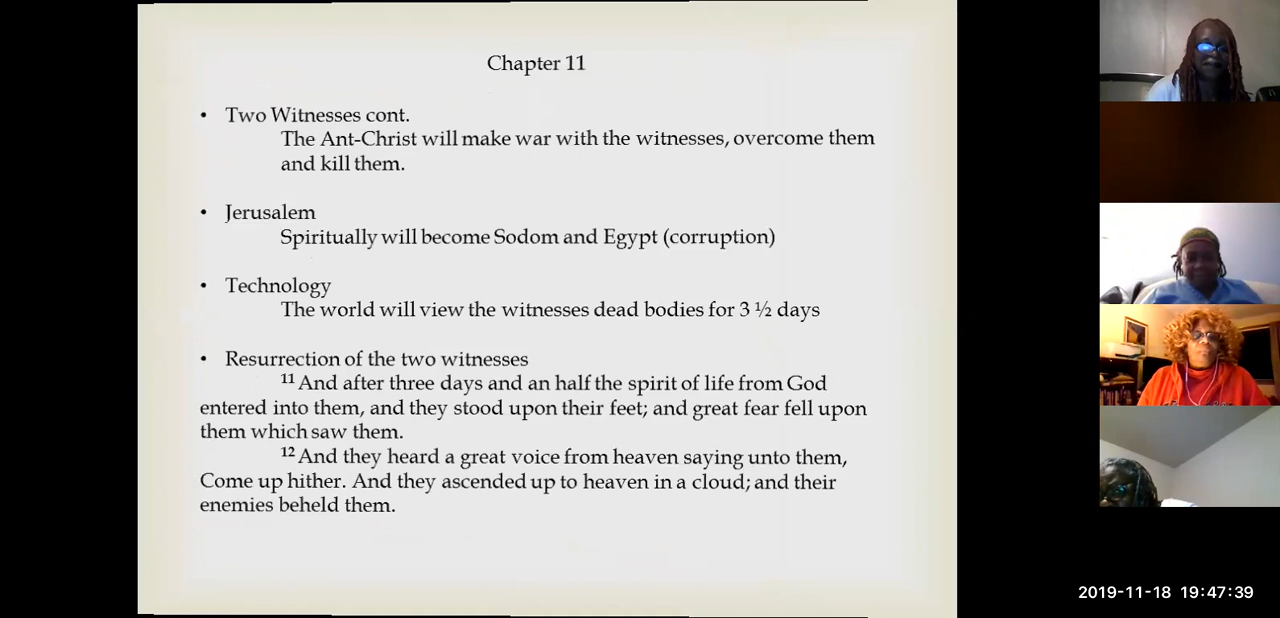 Chapter 11
• Two Witnesses cont.
The Ant-Christ will make war with the witnesses, overcome them
and kill them.
• Jerusalem
Spiritually will become Sodom and Egypt (corruption)
• Technology
The world will view the witnesses dead bodies for 3 ½ days
• Resurrection of the two witnesses
¹¹ And after three days and an half the spirit of life from God
entered into them, and they stood upon their feet; and great fear fell upon
them which saw them.
¹² And they heard a great voice from heaven saying unto them,
Come up hither. And they ascended up to heaven in a cloud; and their
enemies beheld them.
2019-11-18 19:47:39